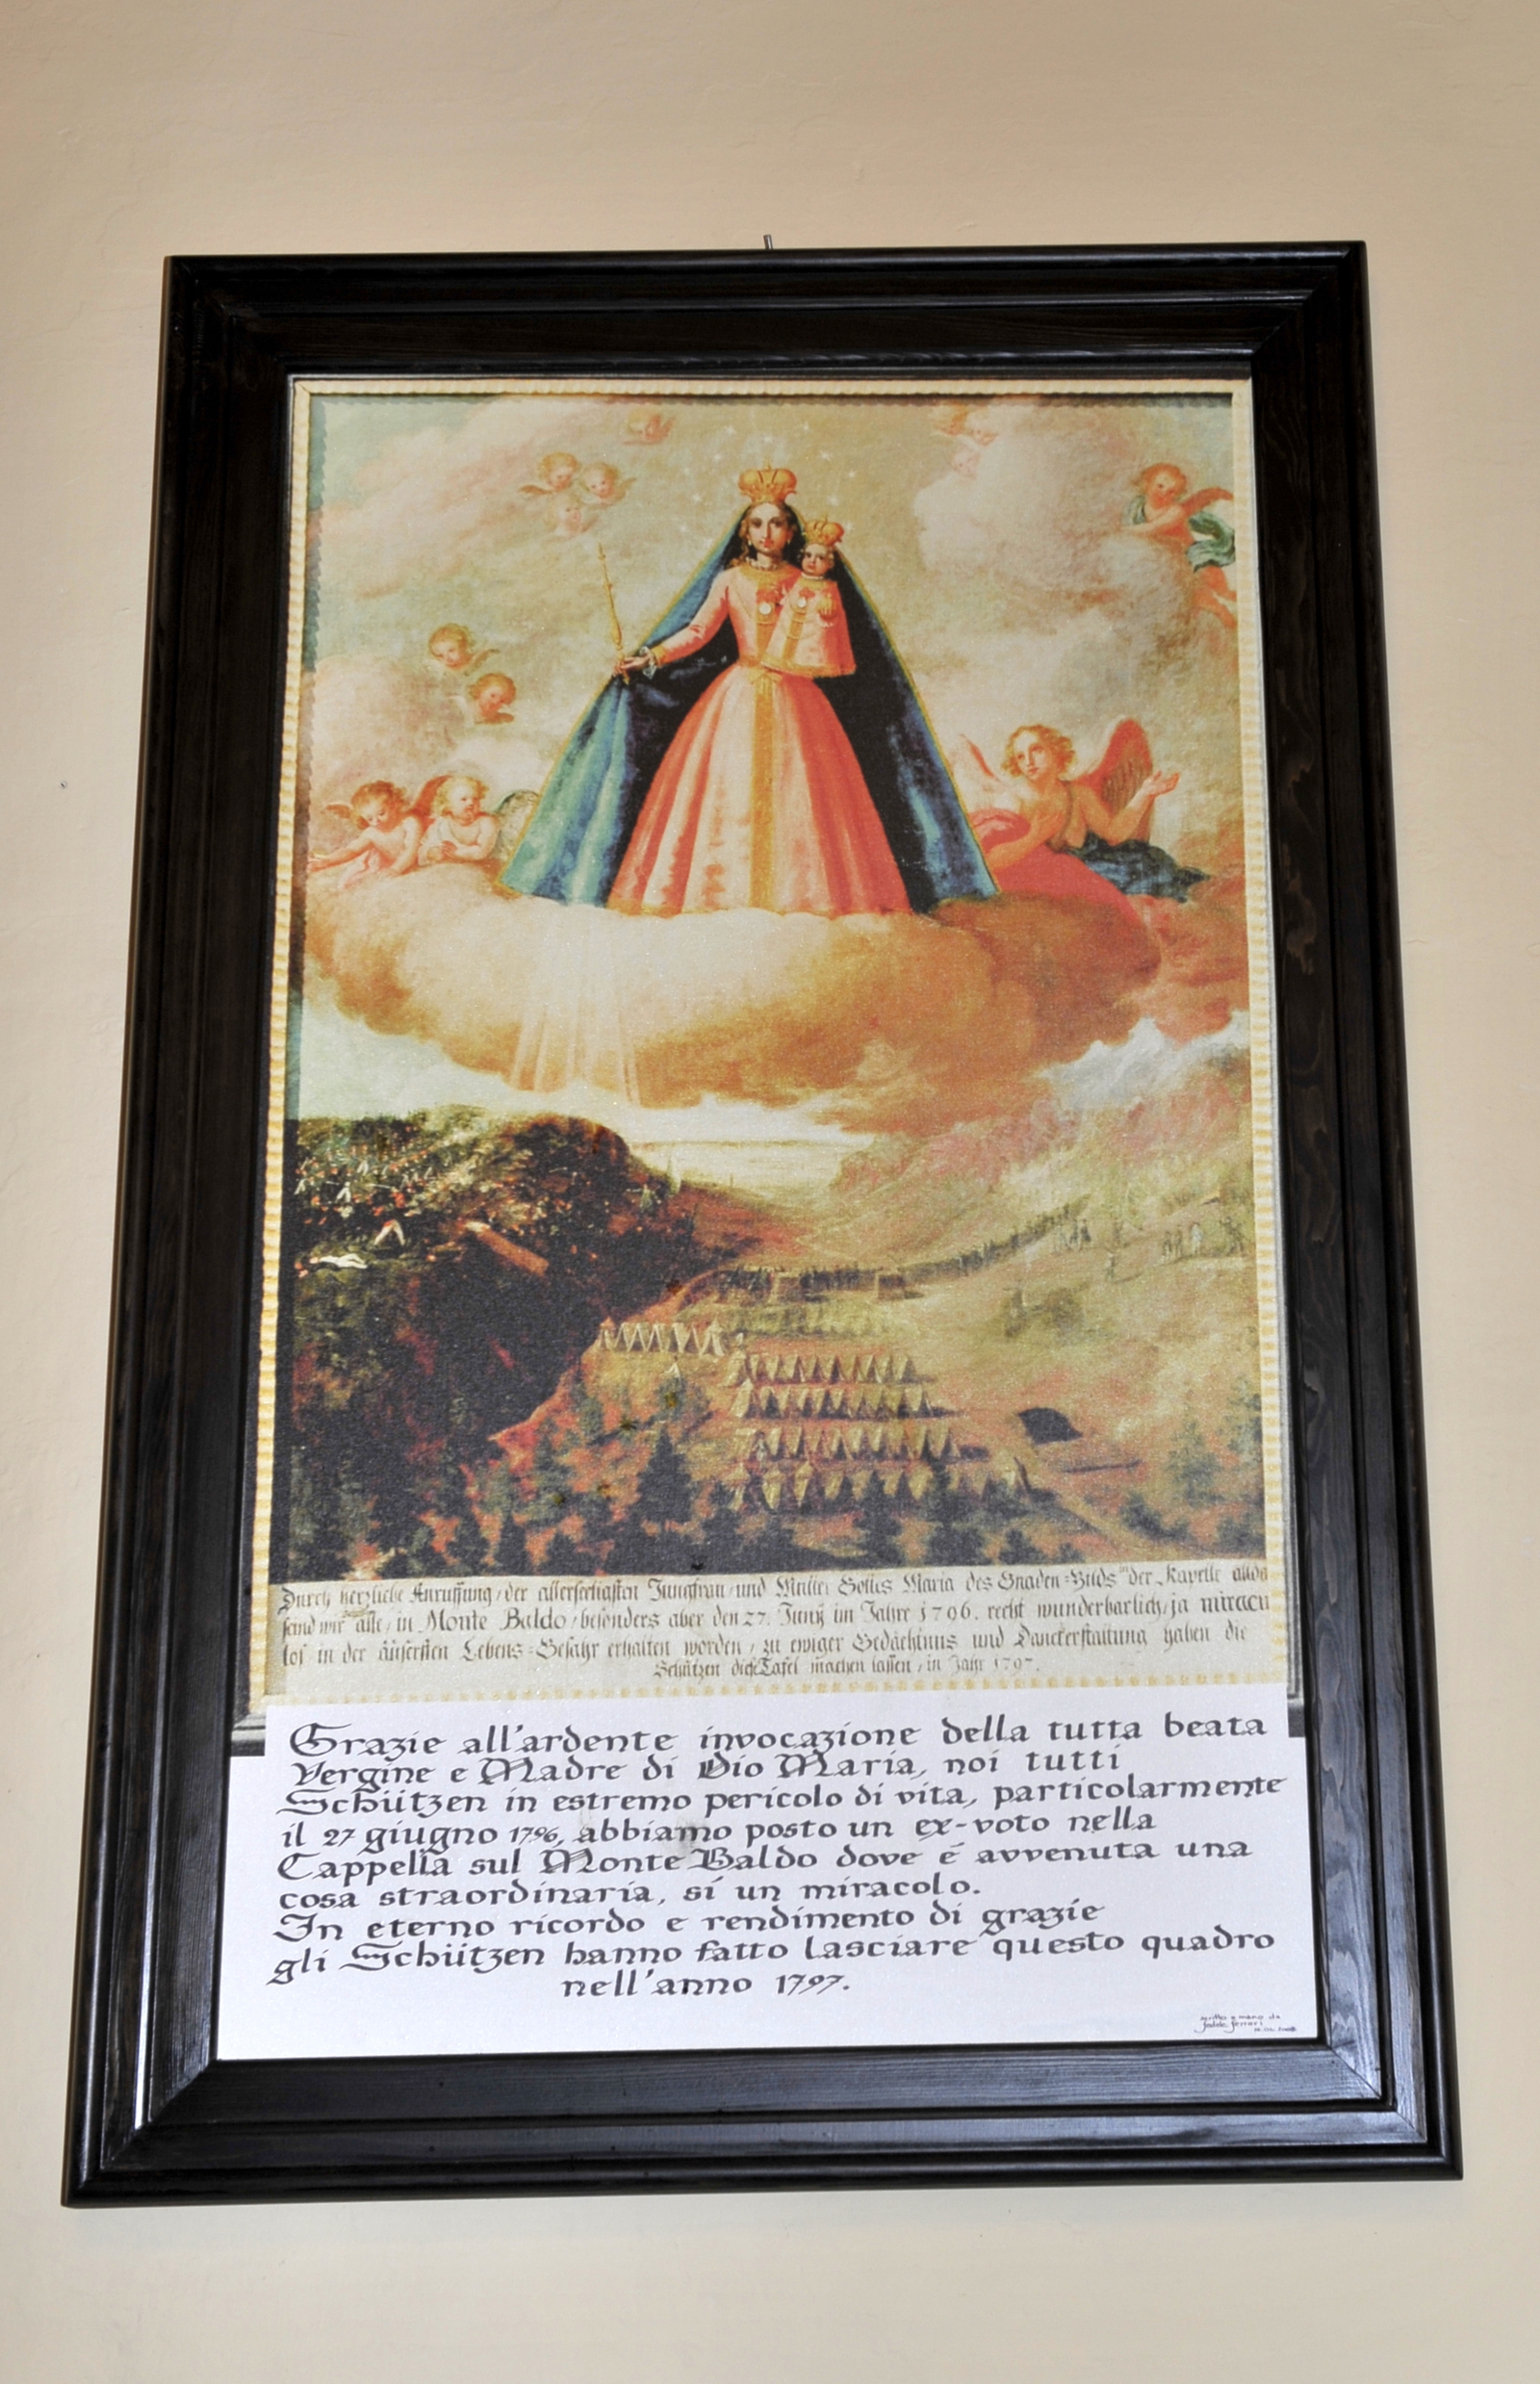 Durch herzliche Anruffung / der allerseeligsten Jungfrau / und Mutter Gottes Maria des Gnaden=Bilds in der Kapelle allda
seind wir alle / in Monte Baldo / besonders aber den 27. Junÿ im Jahre 1796. recht wunderbarlich / ja miracu
los in der äusersten Lebens=Gefahr erhalten worden / zu ewiger Gedächtnus und Danckerstattung haben die
Schützen diese Tafel machen lassen / in Jahr 1797.
Grazie all'ardente invocazione della tutta beata
Vergine e Madre di Dio Maria, noi tutti
Schützen in estremo pericolo di vita, particolarmente
il 27 giugno 1796, abbiamo posto un ex-voto nella
Cappella sul Monte Baldo dove é avvenuta una
cosa straordinaria, sí un miracolo.
In eterno ricordo e rendimento di grazie
gli Schützen hanno fatto lasciare questo quadro
nell'anno 1797.
scritto a mano da